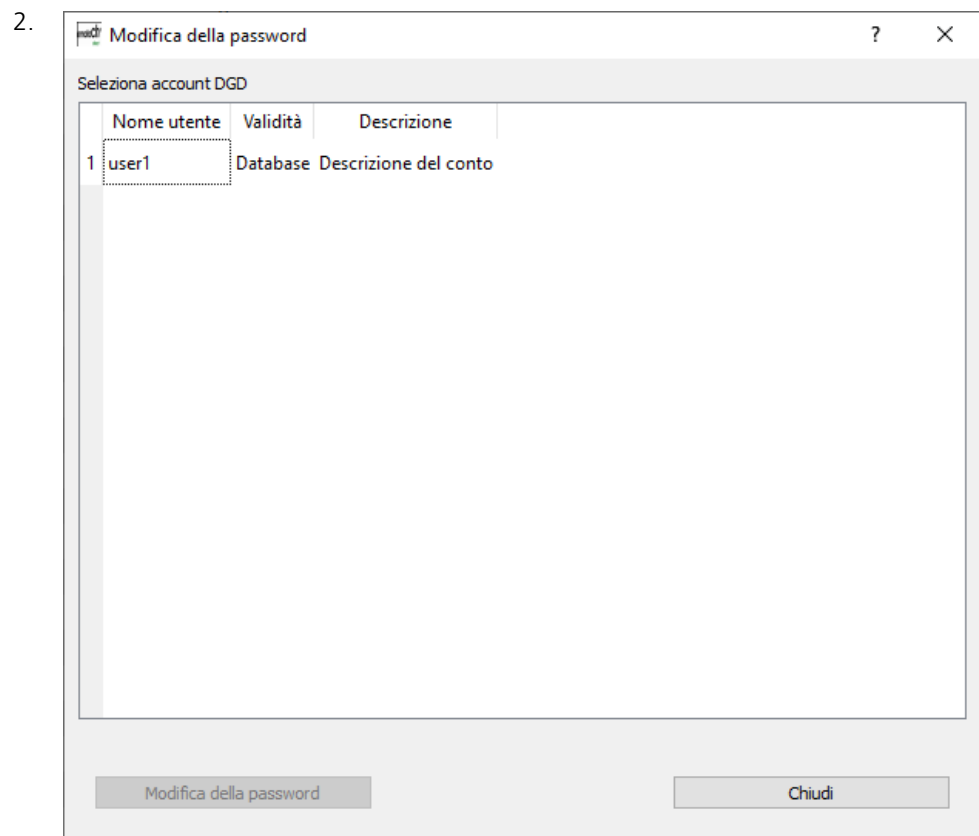 2.
Modifica della password ?
Seleziona account DGD
Nome utente Validità Descrizione
1 user1 Database Descrizione del conto
Modifica della password Chiudi